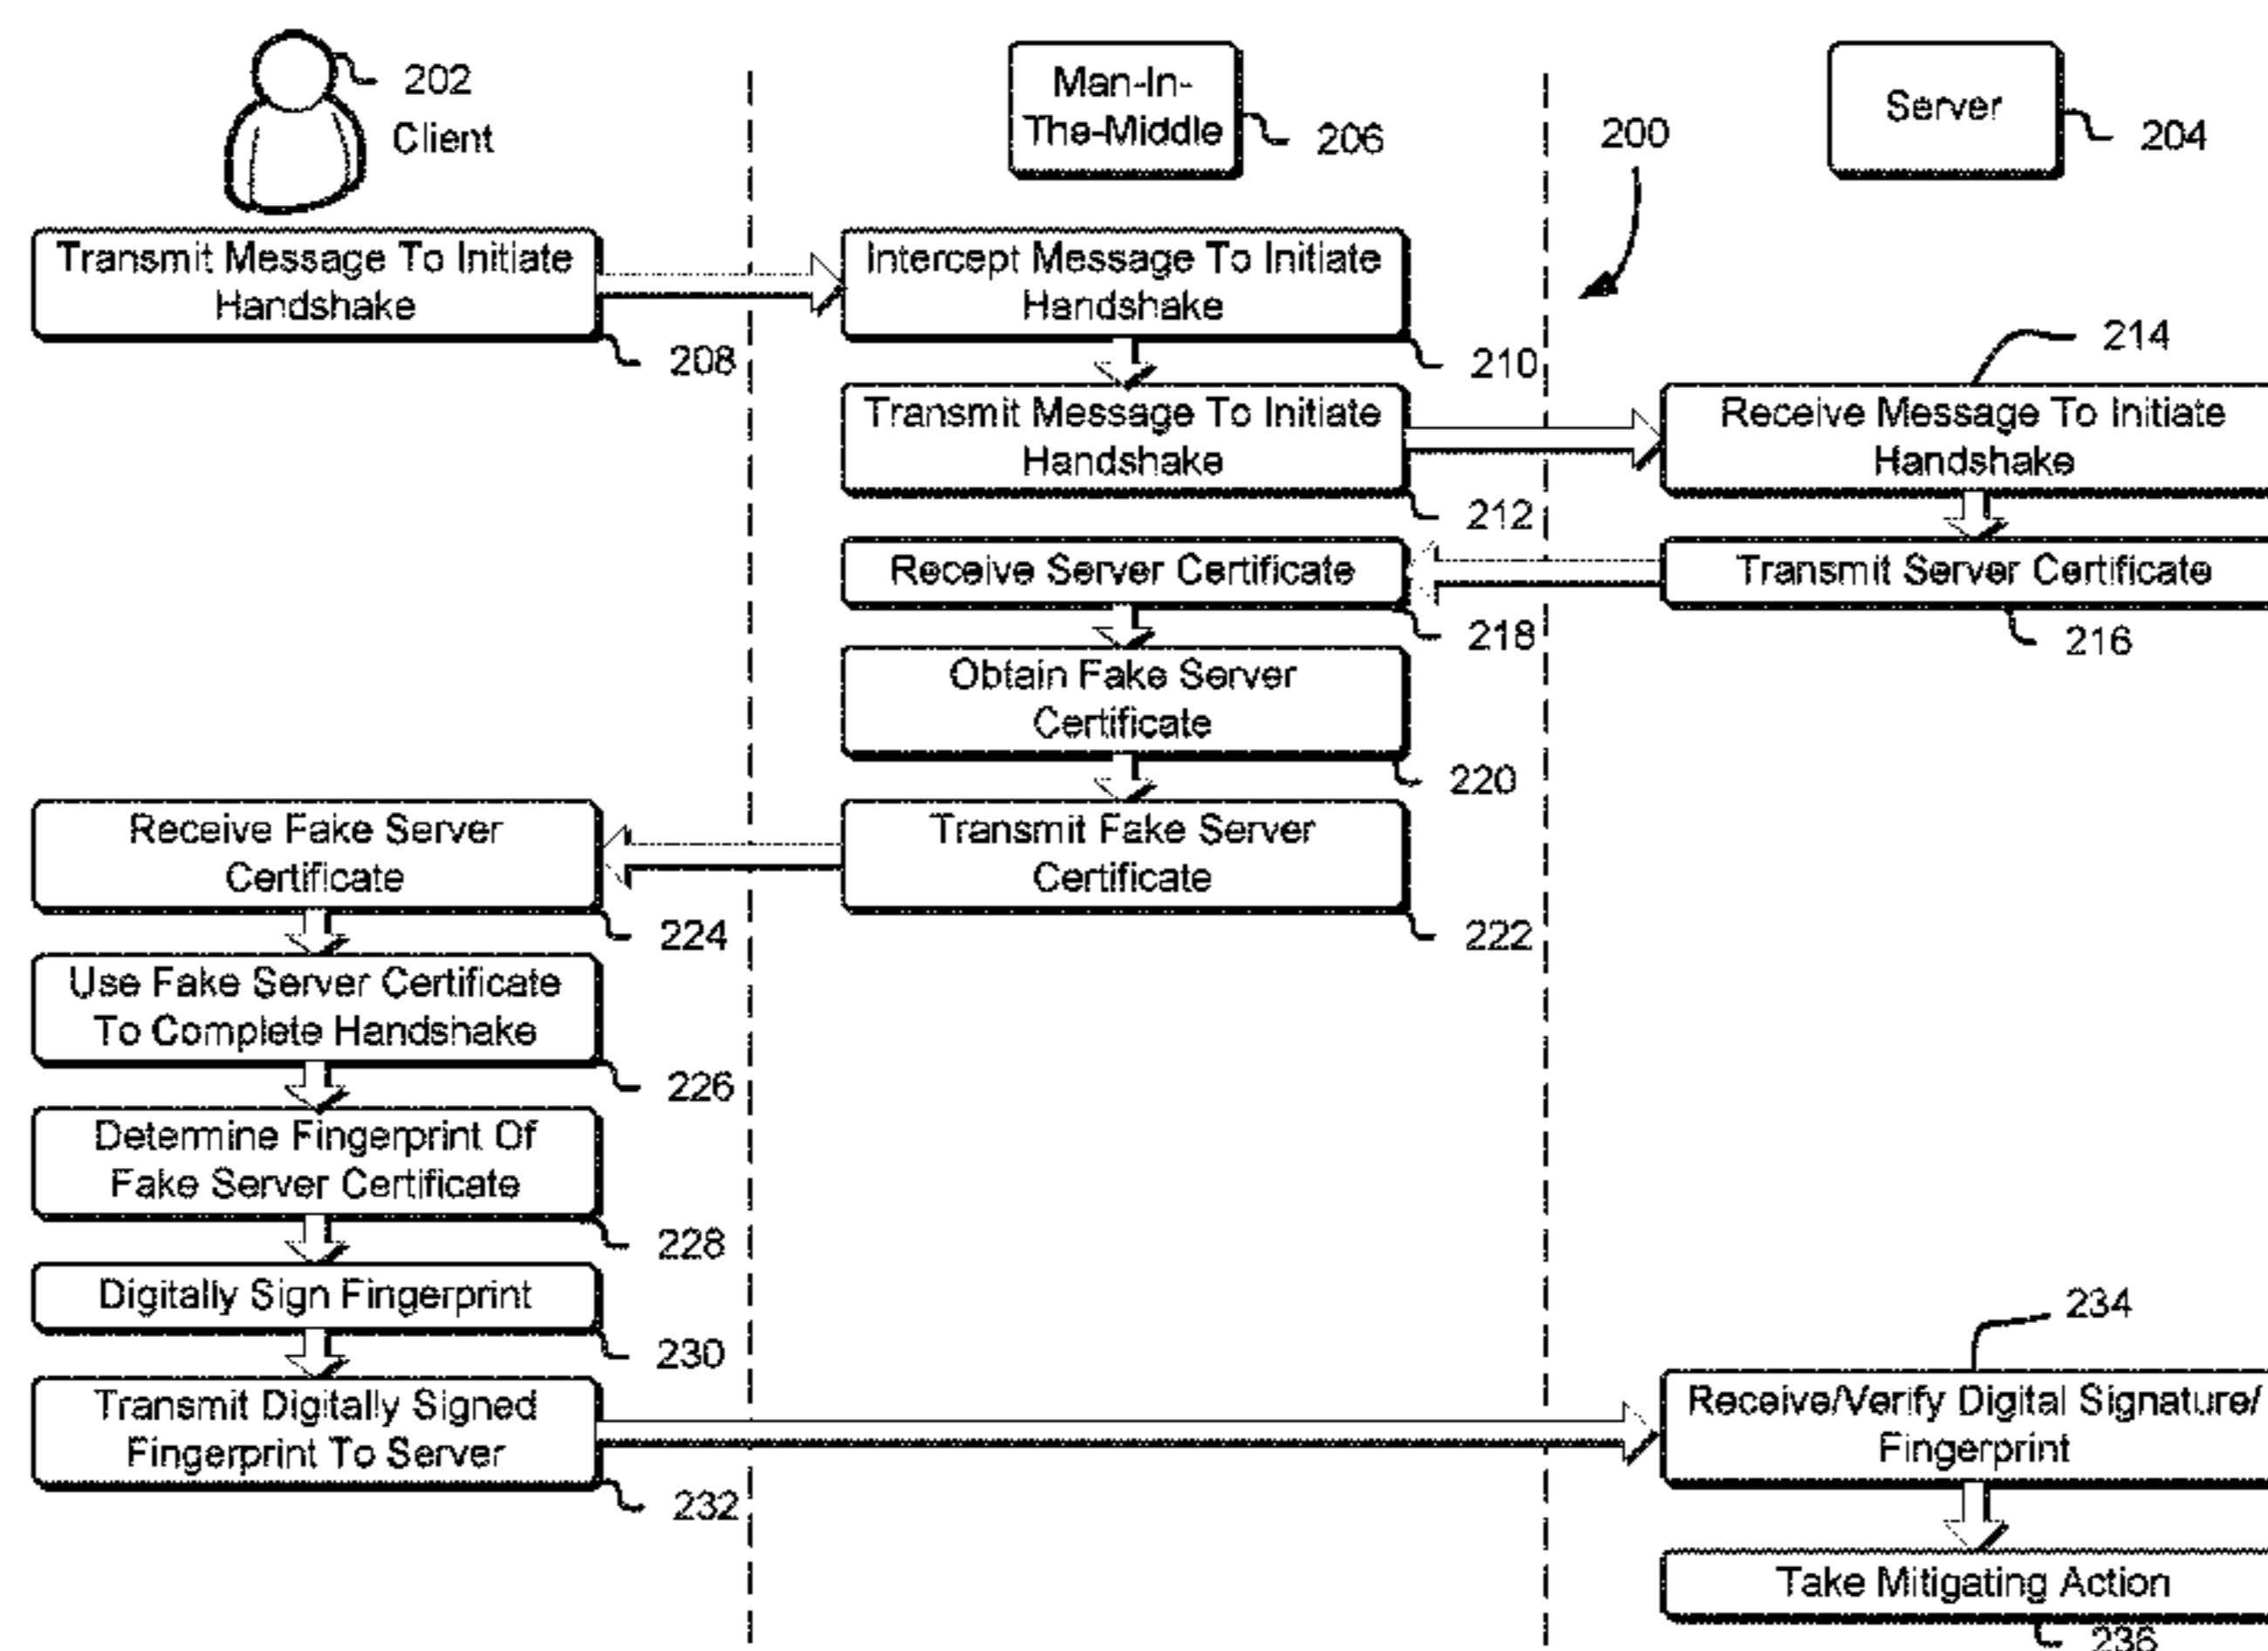 202
Client
Man-In-
The-Middle
206
200
Server
204
Transmit Message To Initiate
Handshake
208
Intercept Message To Initiate
Handshake
210
214
Transmit Message To Initiate
Handshake
212
Receive Message To Initiate
Handshake
Receive Server Certificate
218
Transmit Server Certificate
216
Obtain Fake Server
Certificate
220
Receive Fake Server
Certificate
224
Transmit Fake Server
Certificate
222
Use Fake Server Certificate
To Complete Handshake
226
Determine Fingerprint Of
Fake Server Certificate
228
Digitally Sign Fingerprint
230
234
Transmit Digitally Signed
Fingerprint To Server
232
Receive/Verify Digital Signature/
Fingerprint
Take Mitigating Action
236